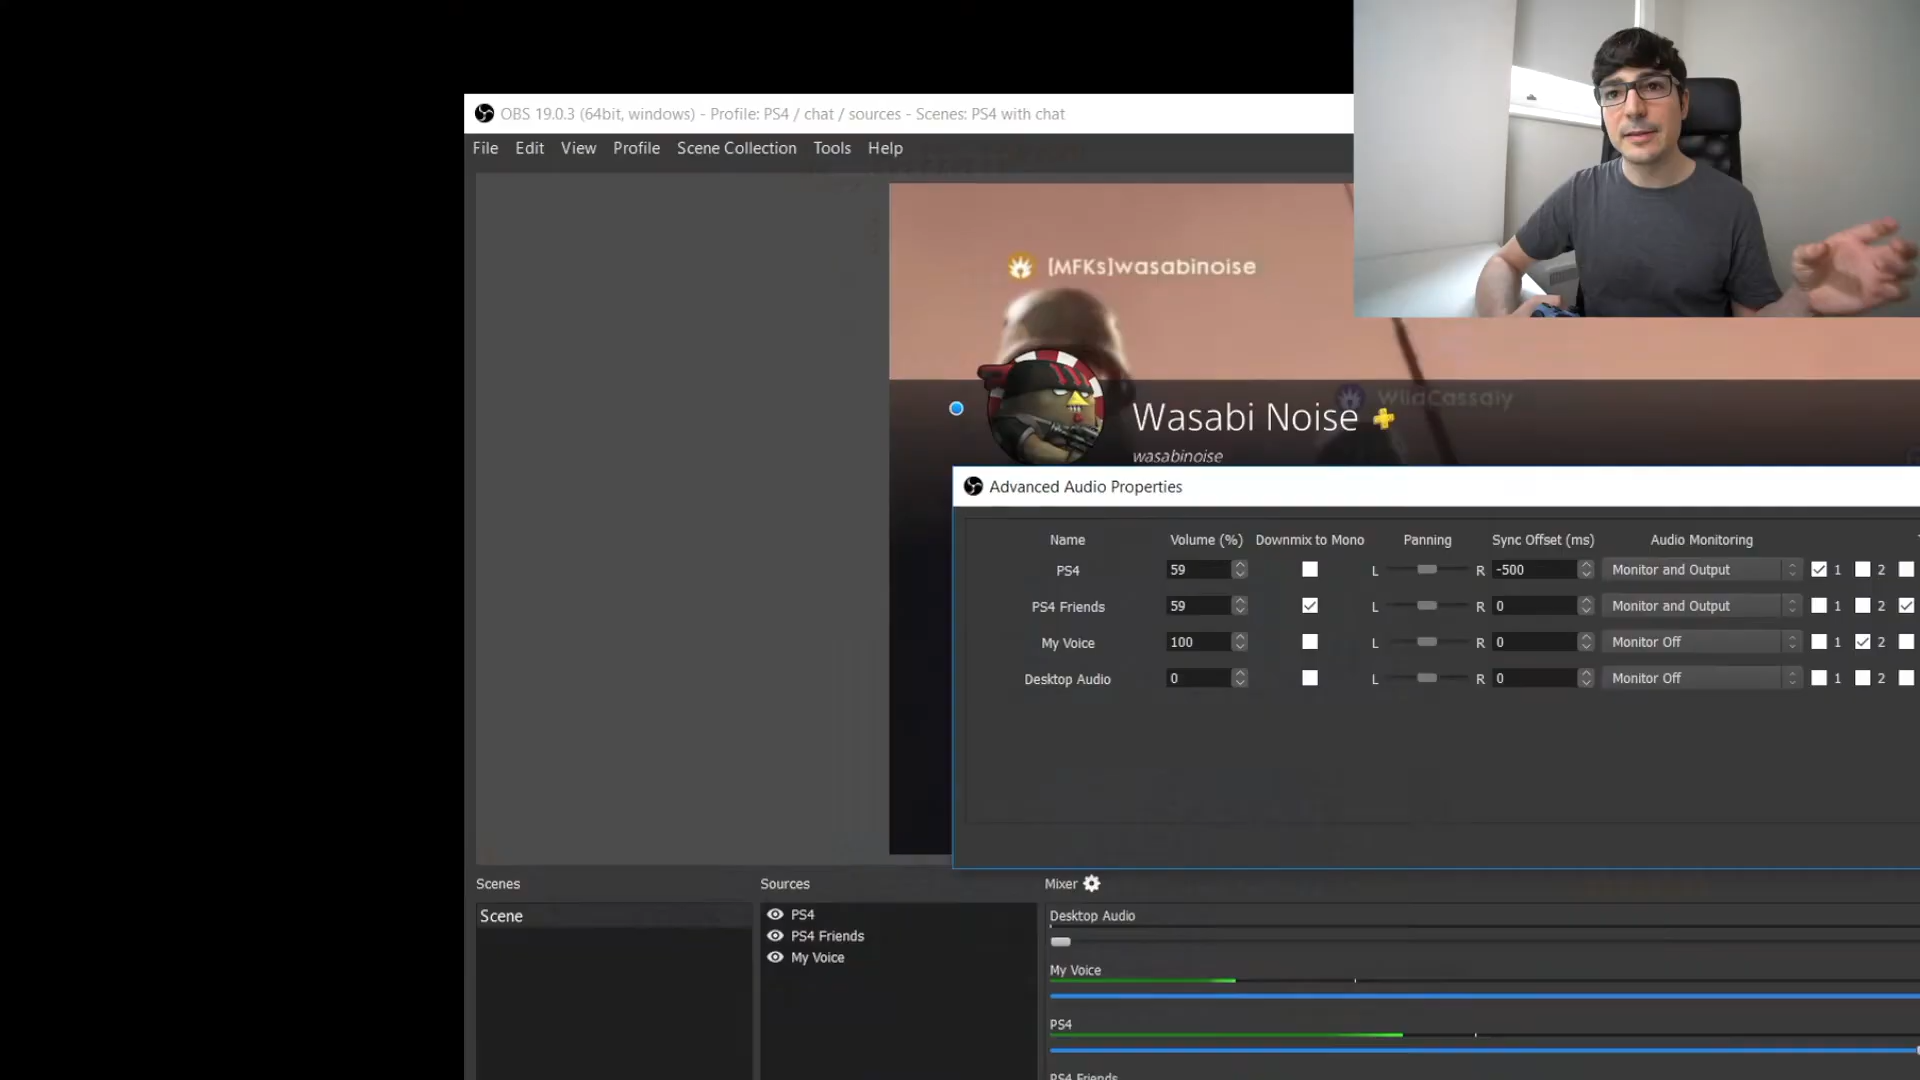 OBS 19.0.3 (64bit, windows) - Profile: PS4 / chat / sources - Scenes: PS4 with chat
File Edit View Profile Scene Collection Tools Help
[MFKs]wasabinoise
WildCassaly
Wasabi Noise
wasabinoise
Advanced Audio Properties
Name Volume (%) Downmix to Mono Panning Sync Offset (ms) Audio Monitoring
PS4 59 L R -500 Monitor and Output 1 2
PS4 Friends 59 L R 0 Monitor and Output 1 2
My Voice 100 L R 0 Monitor Off 1 2
Desktop Audio 0 L R 0 Monitor Off 1 2
Scenes Sources Mixer
Scene
PS4
PS4 Friends
My Voice
Desktop Audio
My Voice
PS4
PS4 Friends